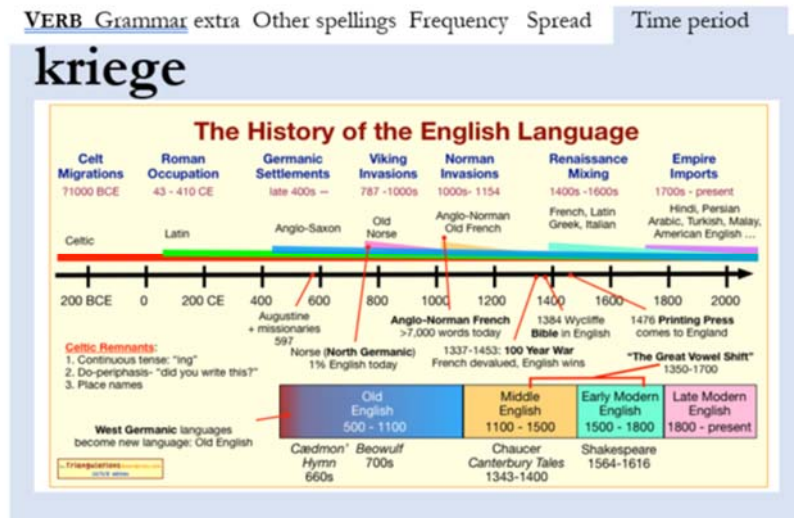 VERB Grammar extra Other spellings Frequency Spread Time period
kriege
The History of the English Language
Celt Migrations
?1000 BCE
Roman Occupation
43 - 410 CE
Germanic Settlements
late 400s —
Viking Invasions
787 -1000s
Norman Invasions
1000s- 1154
Renaissance Mixing
1400s -1600s
Empire Imports
1700s - present
Celtic
Latin
Anglo-Saxon
Old
Norse
Anglo-Norman
Old French
French, Latin
Greek, Italian
Hindi, Persian
Arabic, Turkish, Malay,
American English ...
200 BCE 0 200 CE 400 600 800 1000 1200 1400 1600 1800 2000
Augustine
+ missionaries
597
Norse (North Germanic)
1% English today
Anglo-Norman French
>7,000 words today
1337-1453: 100 Year War
French devalued, English wins
1384 Wycliffe
Bible in English
1476 Printing Press
comes to England
"The Great Vowel Shift"
1350-1700
Celtic Remnants:
1. Continuous tense: "ing"
2. Do-periphasis- "did you write this?"
3. Place names
West Germanic languages
become new language: Old English
Old
English
500 - 1100
Middle
English
1100 - 1500
Early Modern
English
1500 - 1800
Late Modern
English
1800 - present
Cædmon'
Hymn
660s
Beowulf
700s
Chaucer
Canterbury Tales
1343-1400
Shakespeare
1564-1616
Triangulations